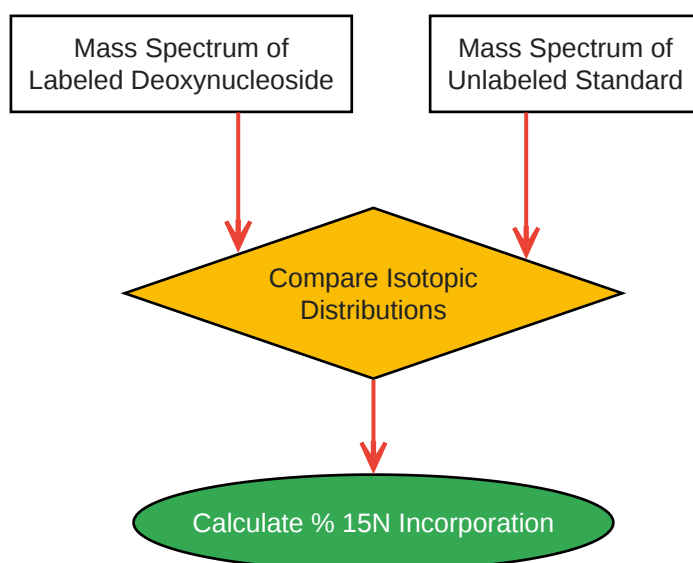 Mass Spectrum of
Labeled Deoxynucleoside
Mass Spectrum of
Unlabeled Standard
Compare Isotopic
Distributions
Calculate % 15N Incorporation